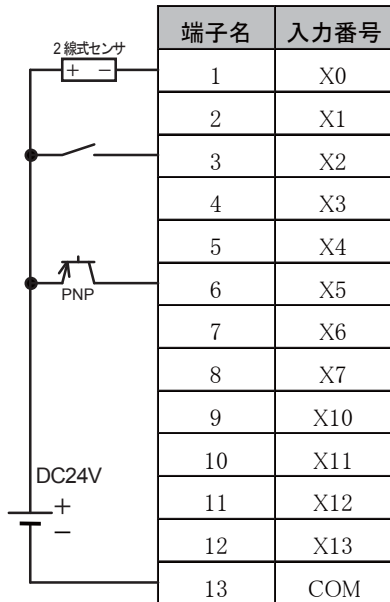 2 線式センサ
+ −
PNP
DC24V
+
−
端子名 入力番号
1 X0
2 X1
3 X2
4 X3
5 X4
6 X5
7 X6
8 X7
9 X10
10 X11
11 X12
12 X13
13 COM